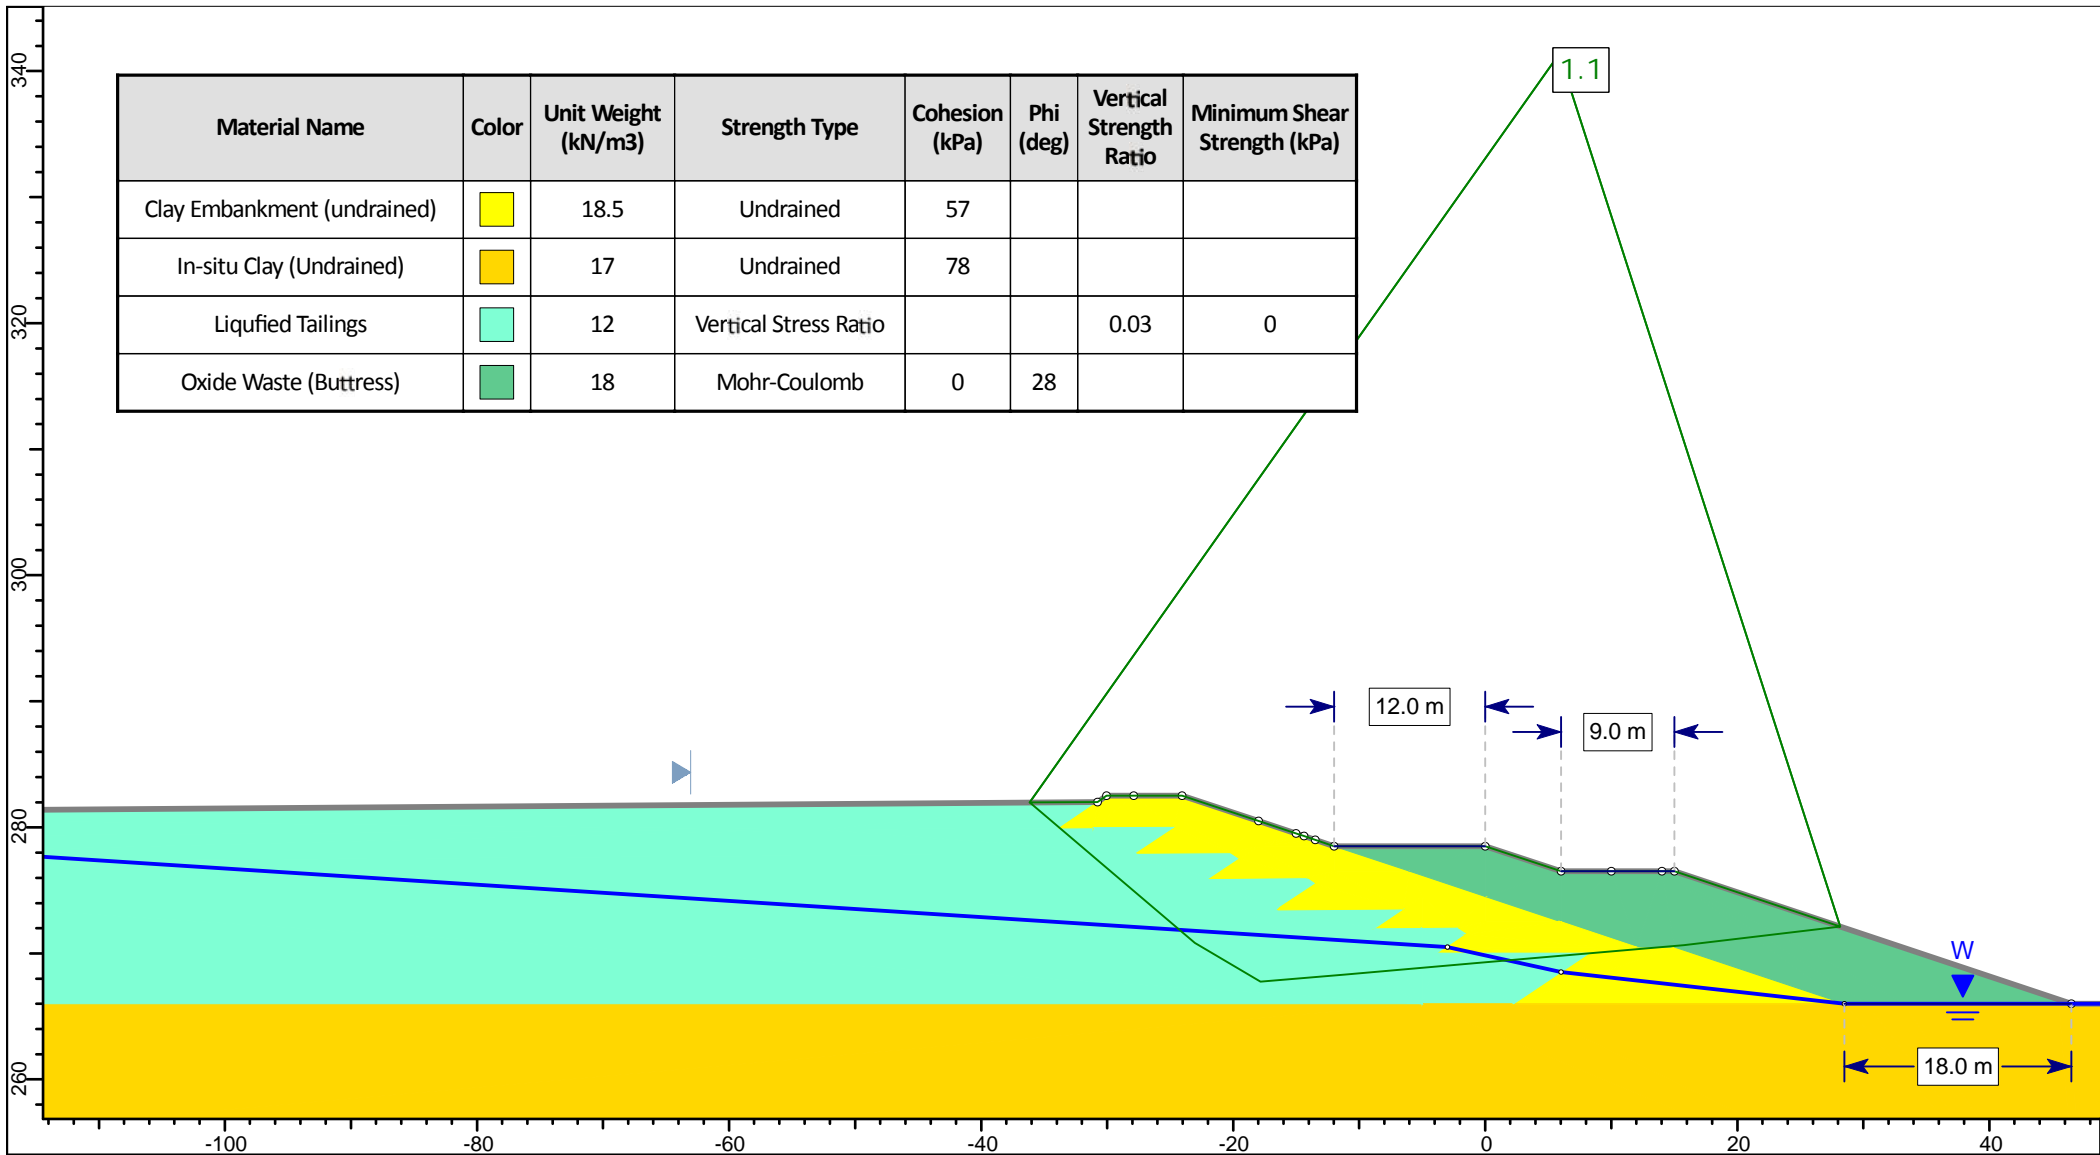 340
320
300
280
260
1.1
Material Name Color Unit Weight (kN/m3) Strength Type Cohesion (kPa) Phi (deg) Vertical Strength Ratio Minimum Shear Strength (kPa)
Clay Embankment (undrained) 18.5 Undrained 57
In-situ Clay (Undrained) 17 Undrained 78
Liqufied Tailings 12 Vertical Stress Ratio 0.03 0
Oxide Waste (Buttress) 18 Mohr-Coulomb 0 28
12.0 m
9.0 m
W
18.0 m
-100 -80 -60 -40 -20 0 20 40